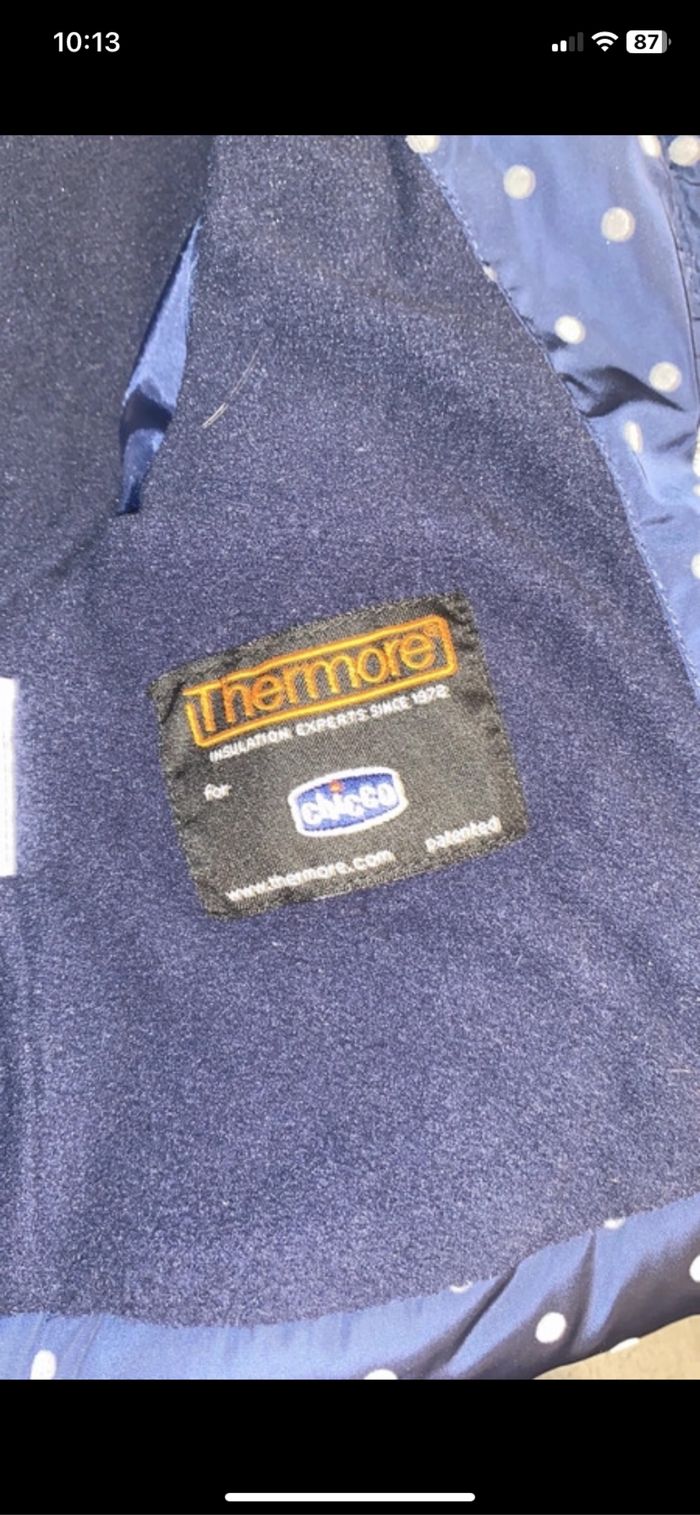 10:13
87
Thermore®
INSULATION EXPERTS SINCE 1972
for
chicco
www.thermore.com
patented